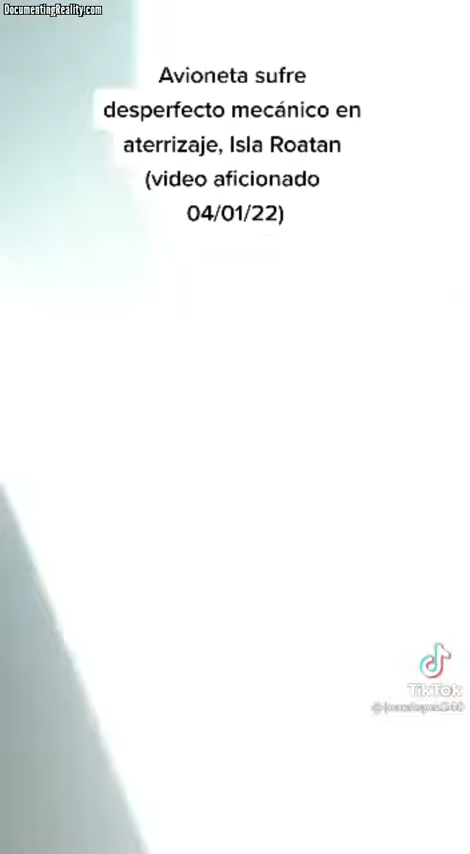 DocumentingReality.com
Avioneta sufre
desperfecto mecánico en
aterrizaje, Isla Roatan
(video aficionado
04/01/22)
TikTok